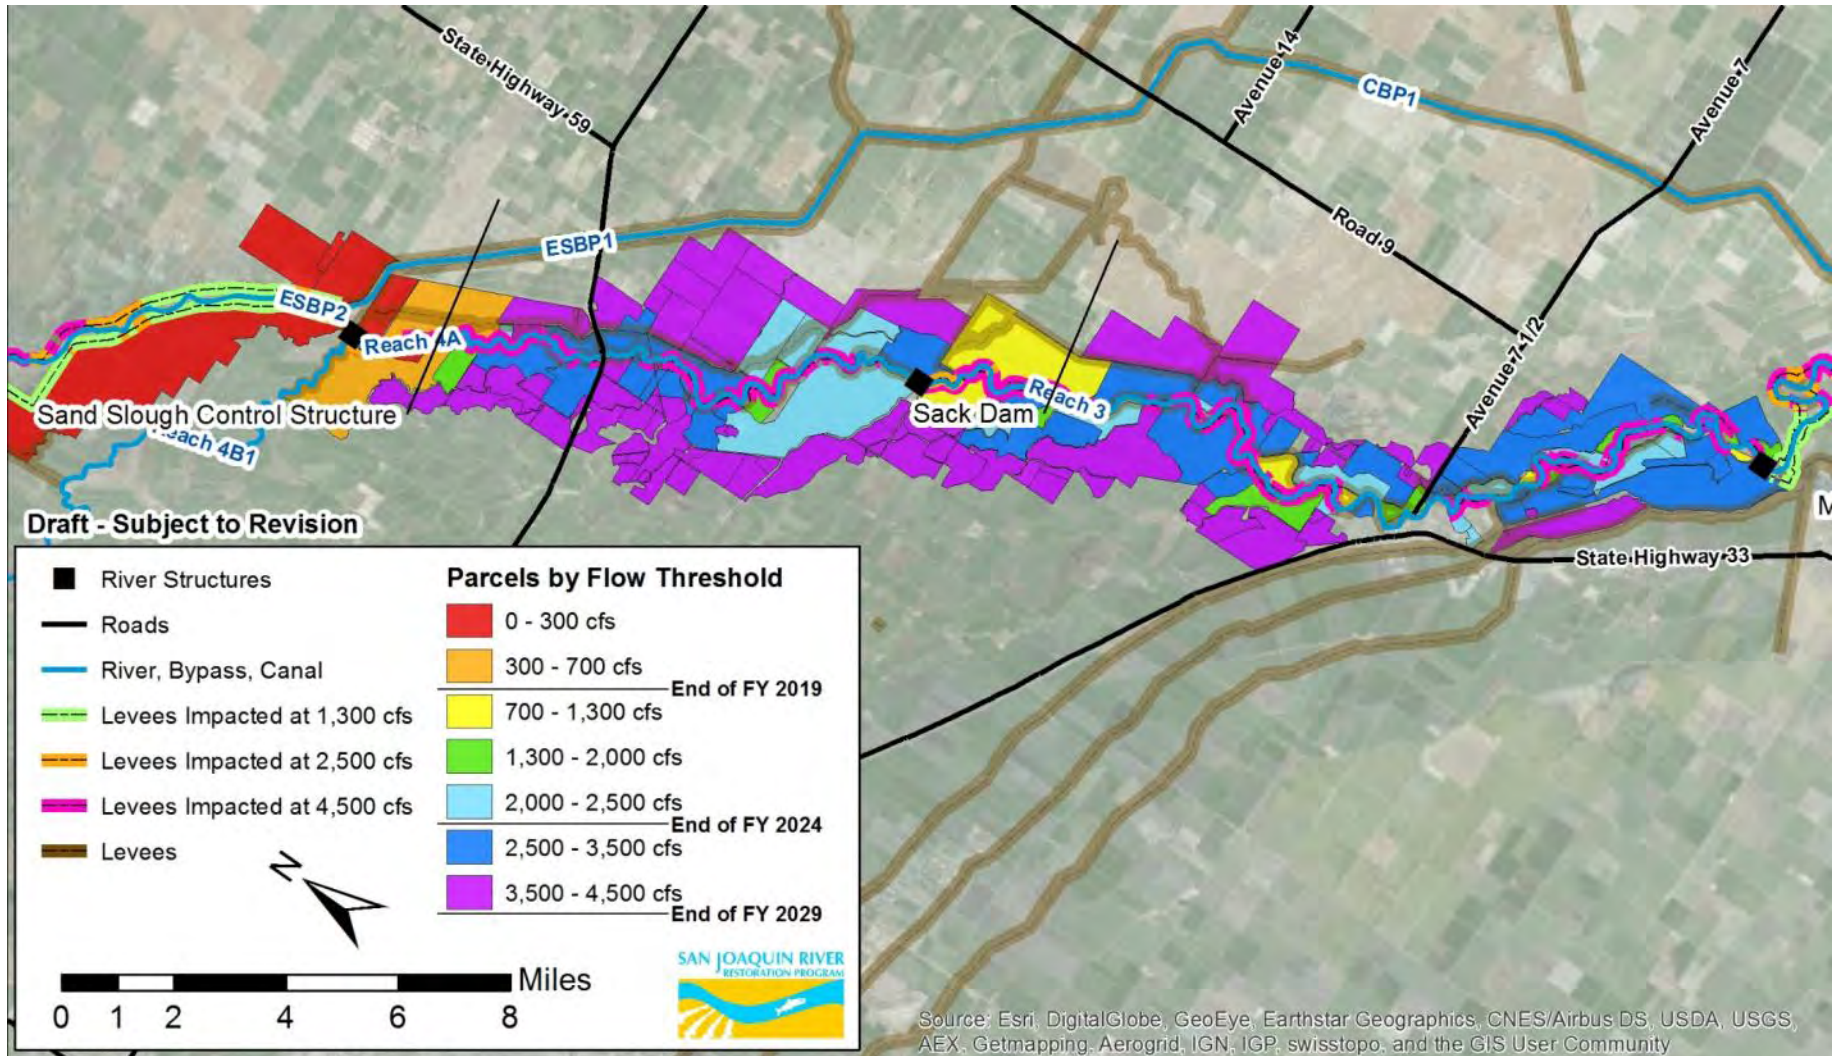 State Highway 59
Avenue 14
Avenue 7
CBP1
Road 9
ESBP1
ESBP2
Reach 4A
Avenue 7-1/2
Reach 3
Sack Dam
Sand Slough Control Structure
Reach 4B1
M
State Highway 33
Draft - Subject to Revision
River Structures
Roads
River, Bypass, Canal
Levees Impacted at 1,300 cfs
Levees Impacted at 2,500 cfs
Levees Impacted at 4,500 cfs
Levees
N
Parcels by Flow Threshold
0 - 300 cfs
300 - 700 cfs
End of FY 2019
700 - 1,300 cfs
1,300 - 2,000 cfs
2,000 - 2,500 cfs
End of FY 2024
2,500 - 3,500 cfs
3,500 - 4,500 cfs
End of FY 2029
Miles
0 1 2 4 6 8
SAN JOAQUIN RIVER
RESTORATION PROGRAM
Source: Esri, DigitalGlobe, GeoEye, Earthstar Geographics, CNES/Airbus DS, USDA, USGS,
AEX, Getmapping, Aerogrid, IGN, IGP, swisstopo, and the GIS User Community